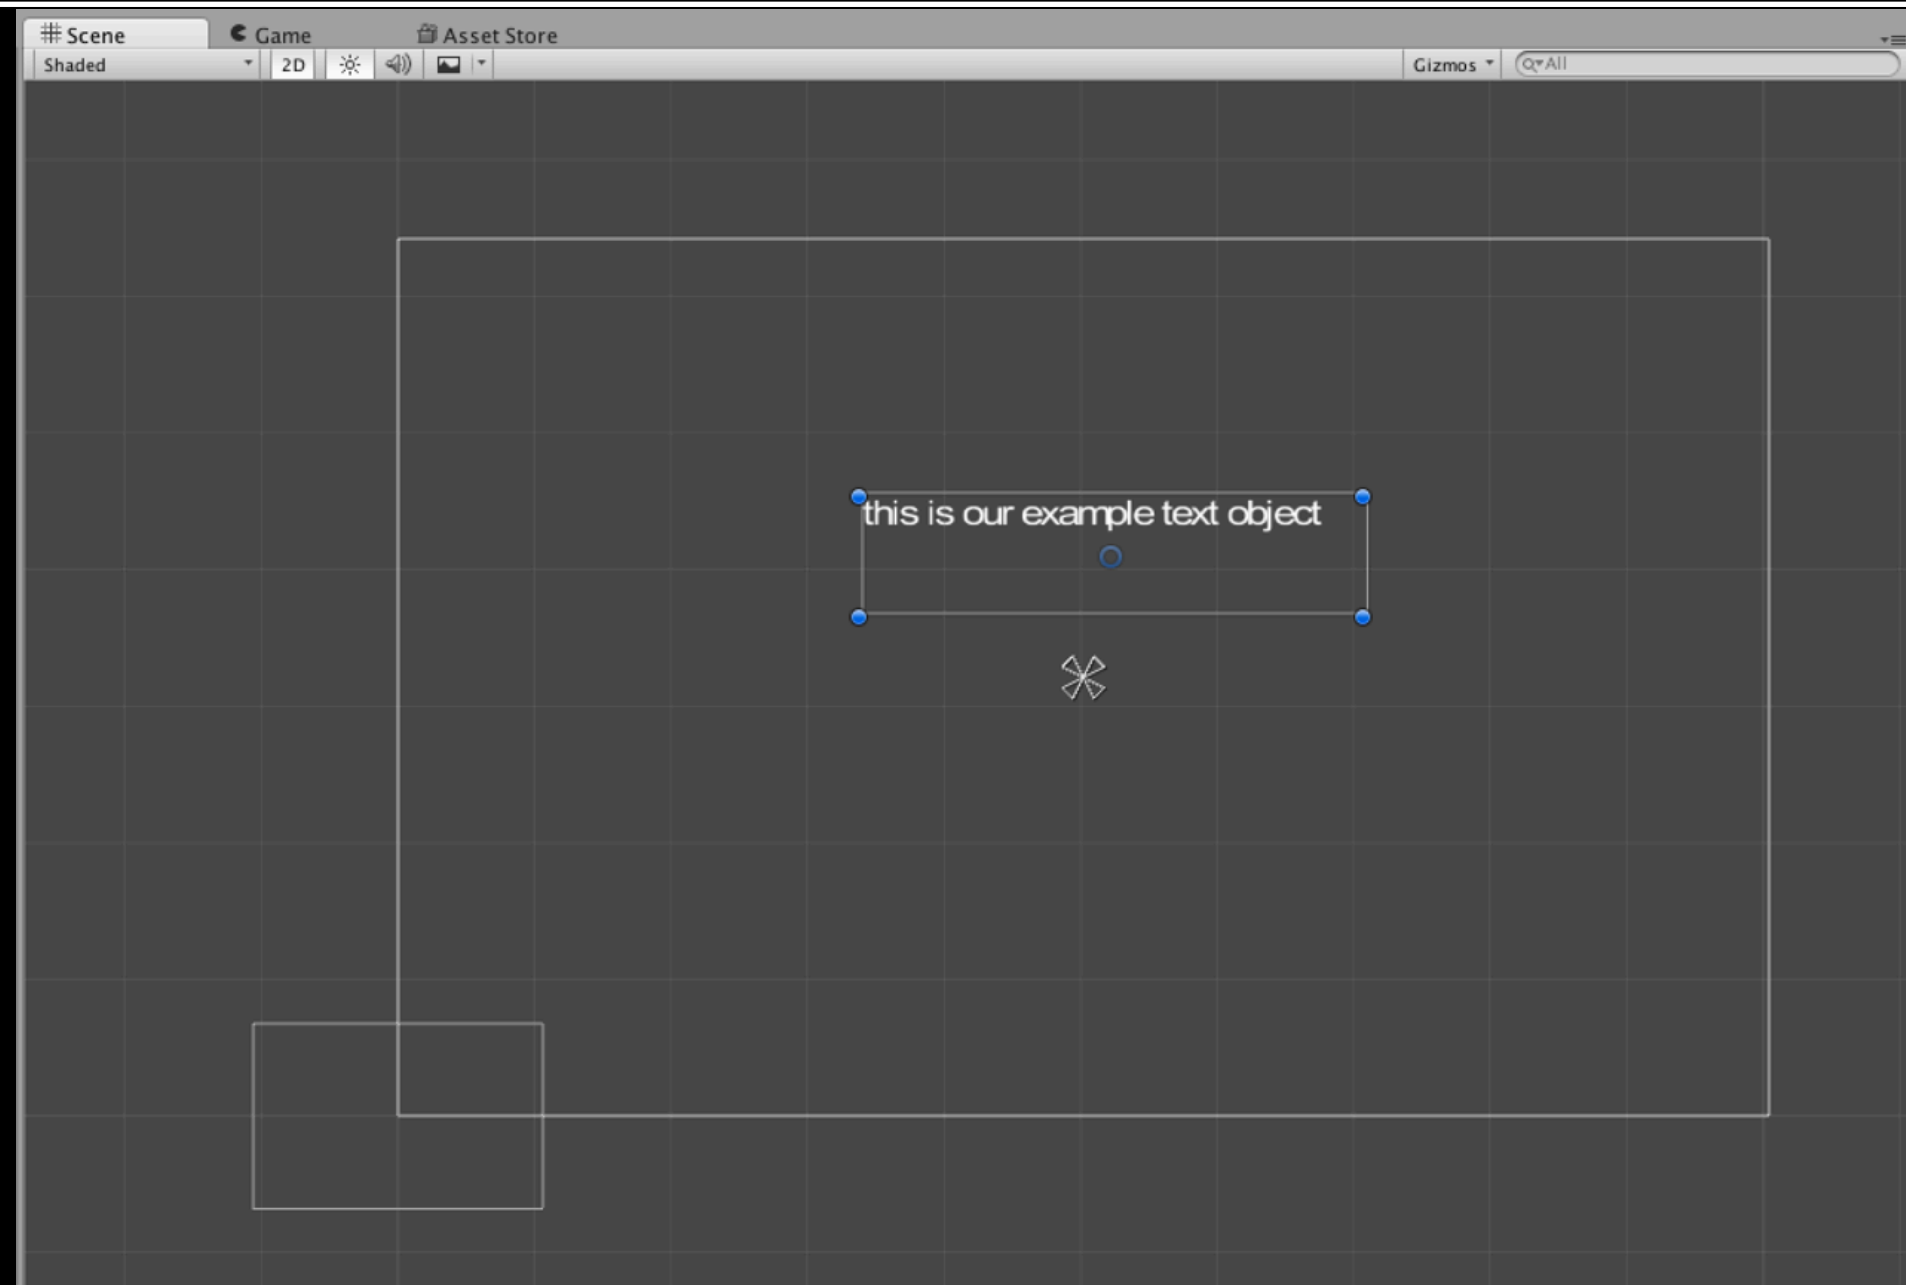 Scene Game Asset Store
Shaded 2D Gizmos All
this is our example text object